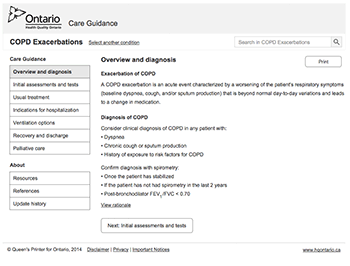 Ontario
Health Quality Ontario
Care Guidance
COPD Exacerbations
Select another condition
Search in COPD Exacerbations
Care Guidance
Overview and diagnosis
Initial assessments and tests
Usual treatment
Indications for hospitalization
Ventilation options
Recovery and discharge
Palliative care
About
Resources
References
Update history
Overview and diagnosis
Print
Exacerbation of COPD
A COPD exacerbation is an acute event characterized by a worsening of the patient's respiratory symptoms
(baseline dyspnea, cough, and/or sputum production) that is beyond normal day-to-day variations and leads
to a change in medication.
Diagnosis of COPD
Consider clinical diagnosis of COPD in any patient with:
• Dyspnea
• Chronic cough or sputum production
• History of exposure to risk factors for COPD
Confirm diagnosis with spirometry:
• Once the patient has stabilized
• If the patient has not had spirometry in the last 2 years
• Post-bronchodilator FEV₁/FVC < 0.70
View rationale
Next: Initial assessments and tests
© Queen's Printer for Ontario, 2014 Disclaimer | Privacy | Important Notices
www.hqontario.ca